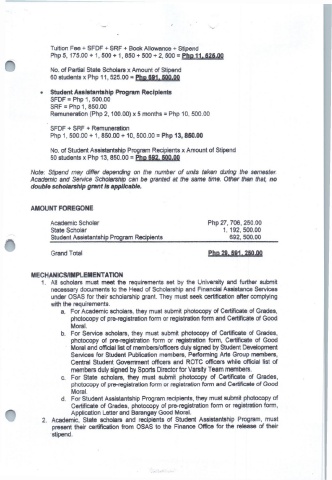 Tuition Fee + SFDF + SRF + Book Allowance + Stipend
Php 5, 175.00 + 1, 500 + 1, 850 + 500 + 2, 500 = Php 11, 525.00
No. of Partial State Scholars x Amount of Stipend
60 students x Php 11, 525.00 = Php 691, 500.00
• Student Assistantship Program Recipients
SFDF = Php 1, 500.00
SRF = Php 1, 850.00
Remuneration (Php 2, 100.00) x 5 months = Php 10, 500.00
SFDF + SRF + Remuneration
Php 1, 500.00 + 1, 850.00 + 10, 500.00 = Php 13, 850.00
No. of Student Assistantship Program Recipients x Amount of Stipend
50 students x Php 13, 850.00 = Php 692, 500.00
Note: Stipend may differ depending on the number of units taken during the semester.
Academic and Service Scholarship can be granted at the same time. Other than that, no
double scholarship grant is applicable.
AMOUNT FOREGONE
Academic Scholar Php 27, 706, 250.00
State Scholar 1, 192, 500.00
Student Assistantship Program Recipients 692, 500.00
Grand Total Php 29, 591, 250.00
MECHANICS/IMPLEMENTATION
1. All scholars must meet the requirements set by the University and further submit
necessary documents to the Head of Scholarship and Financial Assistance Services
under OSAS for their scholarship grant. They must seek certification after complying
with the requirements.
a. For Academic scholars, they must submit photocopy of Certificate of Grades,
photocopy of pre-registration form or registration form and Certificate of Good
Moral.
b. For Service scholars, they must submit photocopy of Certificate of Grades,
photocopy of pre-registration form or registration form, Certificate of Good
Moral and official list of members/officers duly signed by Student Development
Services for Student Publication members, Performing Arts Group members,
Central Student Government officers and ROTC officers while official list of
members duly signed by Sports Director for Varsity Team members.
c. For State scholars, they must submit photocopy of Certificate of Grades,
photocopy of pre-registration form or registration form and Certificate of Good
Moral.
d. For Student Assistantship Program recipients, they must submit photocopy of
Certificate of Grades, photocopy of pre-registration form or registration form,
Application Letter and Barangay Good Moral.
2. Academic, State scholars and recipients of Student Assistantship Program, must
present their certification from OSAS to the Finance Office for the release of their
stipend.